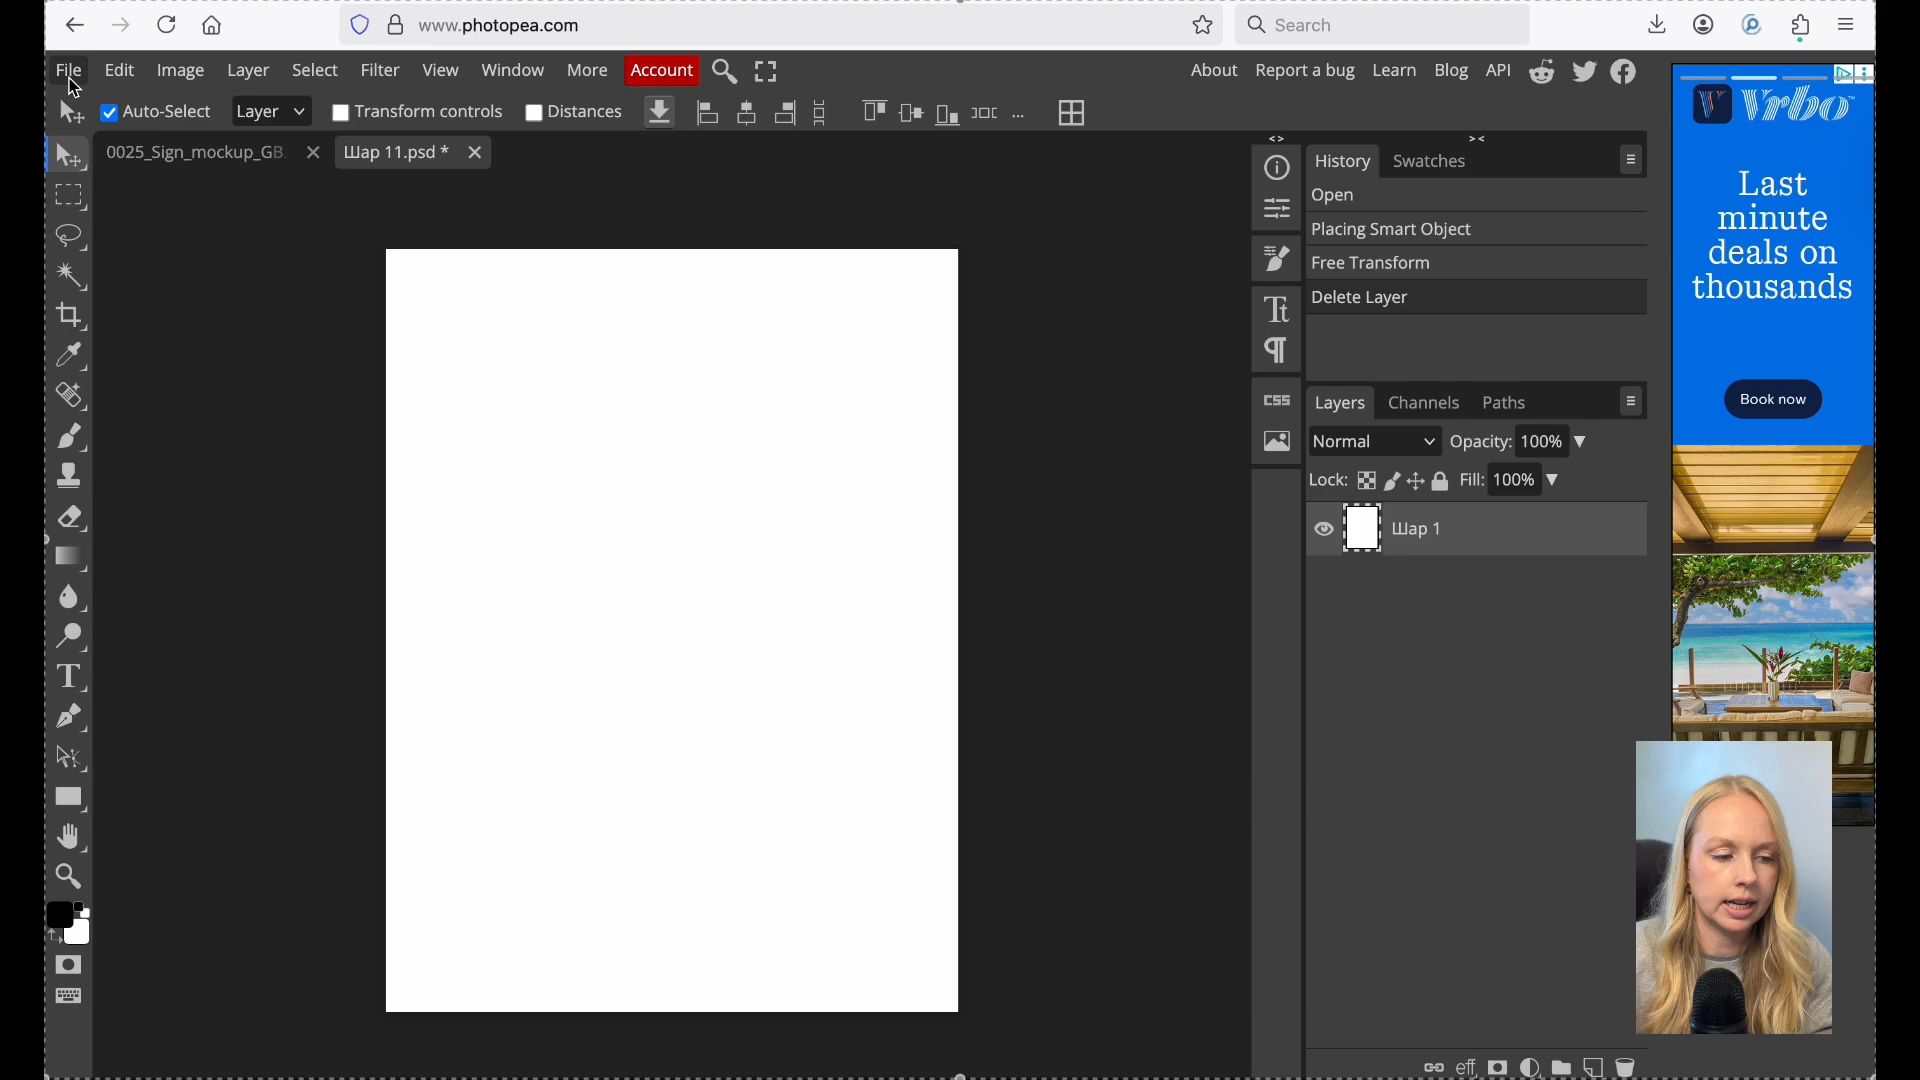 www.photopea.com
Search
File Edit Image Layer Select Filter View Window More Account
About Report a bug Learn Blog API
Auto-Select Layer Transform controls Distances ...
0025_Sign_mockup_GB Шар 11.psd *
<> ><
History Swatches
Open
Placing Smart Object
Free Transform
Delete Layer
CSS
Layers Channels Paths
Normal Opacity: 100%
Lock: Fill: 100%
Шар 1
eff
Vrbo
Last
minute
deals on
thousands
Book now